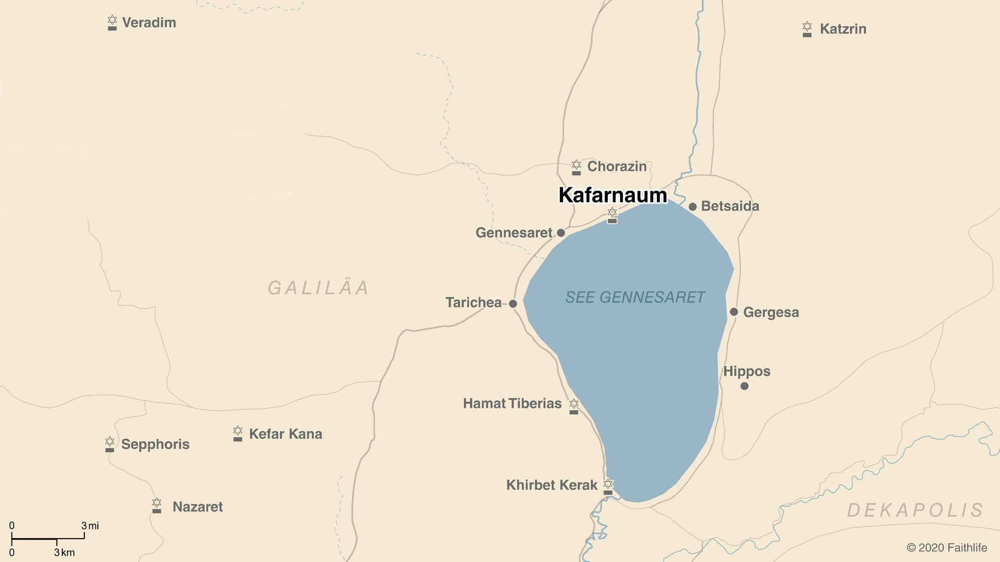 Veradim
Katzrin
Chorazin
Kafarnaum
Betsaida
Gennesaret
GALILÄA
SEE GENNESARET
Tarichea
Gergesa
Hippos
Hamat Tiberias
Kefar Kana
Sepphoris
Khirbet Kerak
Nazaret
DEKAPOLIS
0 3 mi
0 3 km
© 2020 Faithlife